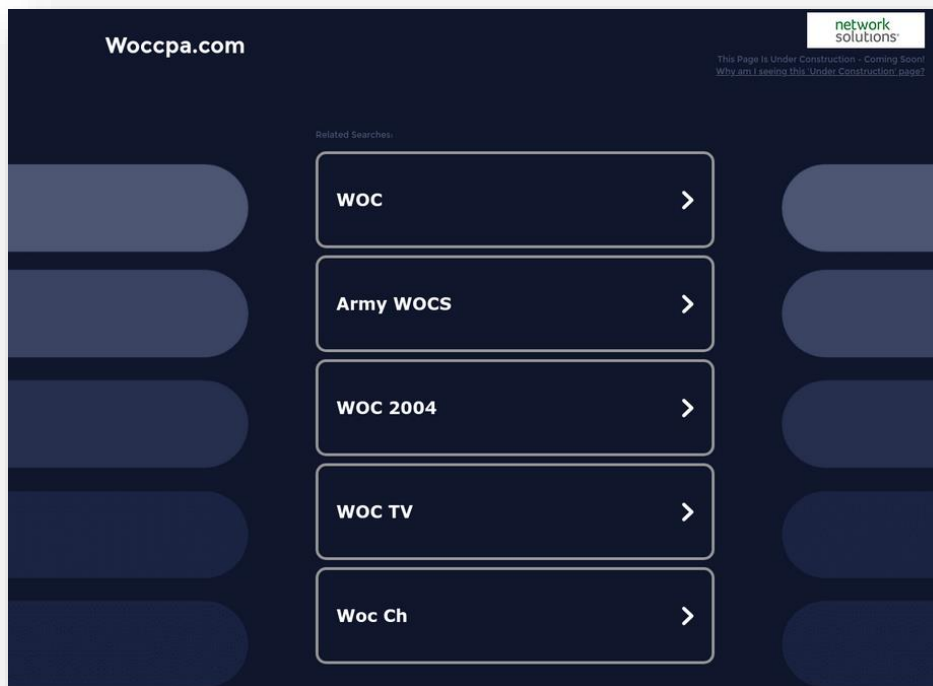 Woccpa.com
network
solutions
This Page Is Under Construction - Coming Soon!
Why am I seeing this 'Under Construction' page?
Related Searches:
WOC
Army WOCS
WOC 2004
WOC TV
Woc Ch